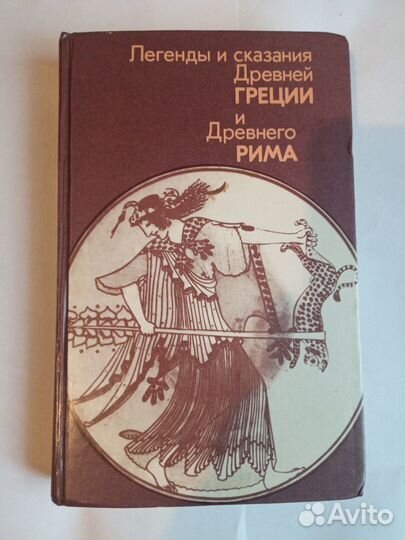 Легенды и сказания
Древней
ГРЕЦИИ
и
Древнего
РИМА
Avito